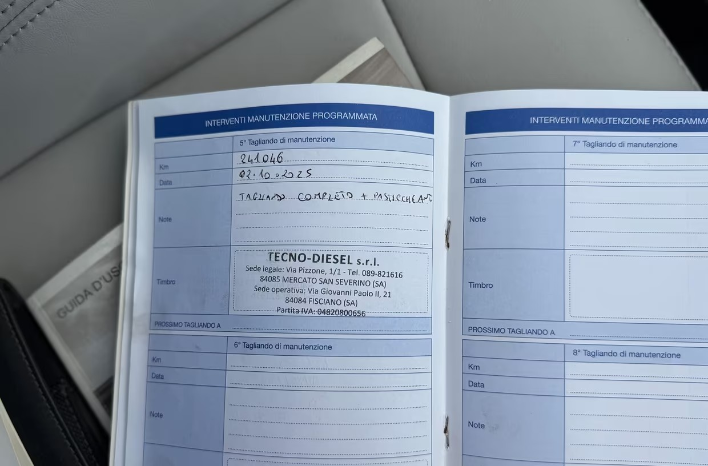 INTERVENTI MANUTENZIONE PROGRAMMATA
5° Tagliando di manutenzione
Km 241046
Data 02.10.2025
Note TAGLIANDO COMPLETO +
Timbro
TECNO-DIESEL s.r.l.
Sede legale: Via Pizzone, 1/1 - Tel. 089-821616
84085 MERCATO SAN SEVERINO (SA)
Sede operativa: Via Giovanni Paolo II, 21
84084 FISCIANO (SA)
Partita IVA: 04820800656
PROSSIMO TAGLIANDO A
6° Tagliando di manutenzione
Km
Data
Note
INTERVENTI MANUTENZIONE PROGRAMMA
7° Tagliando di manutenzione
Km
Data
Note
Timbro
PROSSIMO TAGLIANDO A
8° Tagliando di manutenzione
Km
Data
Note
GUIDA D'US